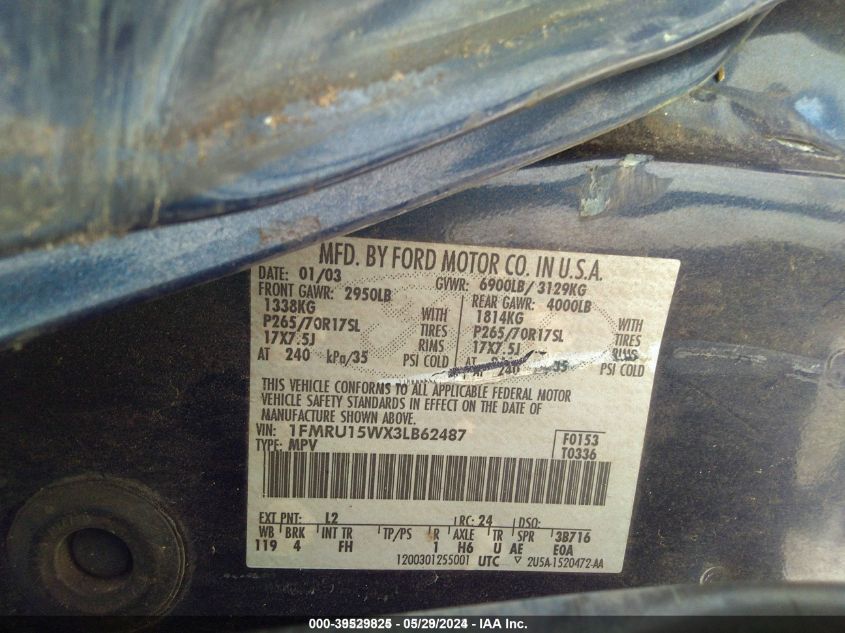 MFD. BY FORD MOTOR CO. IN U.S.A.
DATE: 01/03 GVWR: 6900LB/ 3129KG
FRONT GAWR: 2950LB REAR GAWR: 4000LB
1338KG WITH 1814KG WITH
P265/70R17SL TIRES P265/70R17SL TIRES
17X7.5J RIMS 17X7.5J RIMS
AT 240 kPa/35 PSI COLD AT 240 35 PSI COLD
THIS VEHICLE CONFORMS TO ALL APPLICABLE FEDERAL MOTOR
VEHICLE SAFETY STANDARDS IN EFFECT ON THE DATE OF
MANUFACTURE SHOWN ABOVE.
VIN: 1FMRU15WX3LB62487 F0153
TYPE: MPV T0336
EXT PNT: L2 RC: 24 DSO:
WB BRK INT TR TP/PS R AXLE TR SPR 3B716
119 4 FH 1 H6 U AE E0A
1200301255001 UTC ▽ 2U5A-1520472-AA
000-39529825 - 05/29/2024 - IAA Inc.